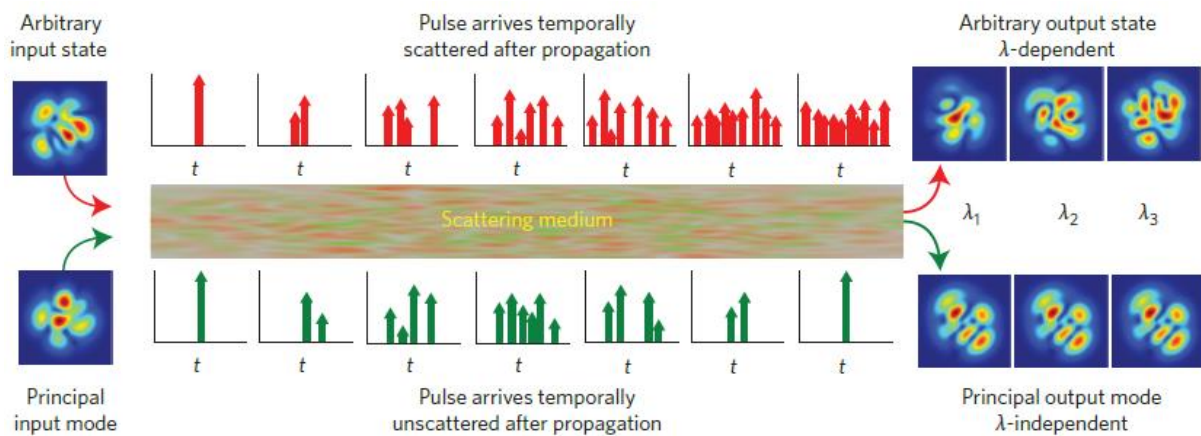 Arbitrary
input state
Pulse arrives temporally
scattered after propagation
Arbitrary output state
λ-dependent
t
t
t
t
t
t
t
Scattering medium
λ1
λ2
λ3
t
t
t
t
t
t
t
Principal
input mode
Pulse arrives temporally
unscattered after propagation
Principal output mode
λ-independent